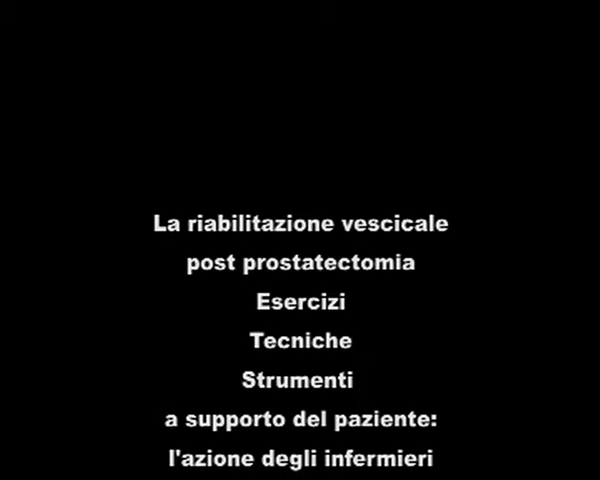 La riabilitazione vescicale
post prostatectomia
Esercizi
Tecniche
Strumenti
a supporto del paziente:
l'azione degli infermieri